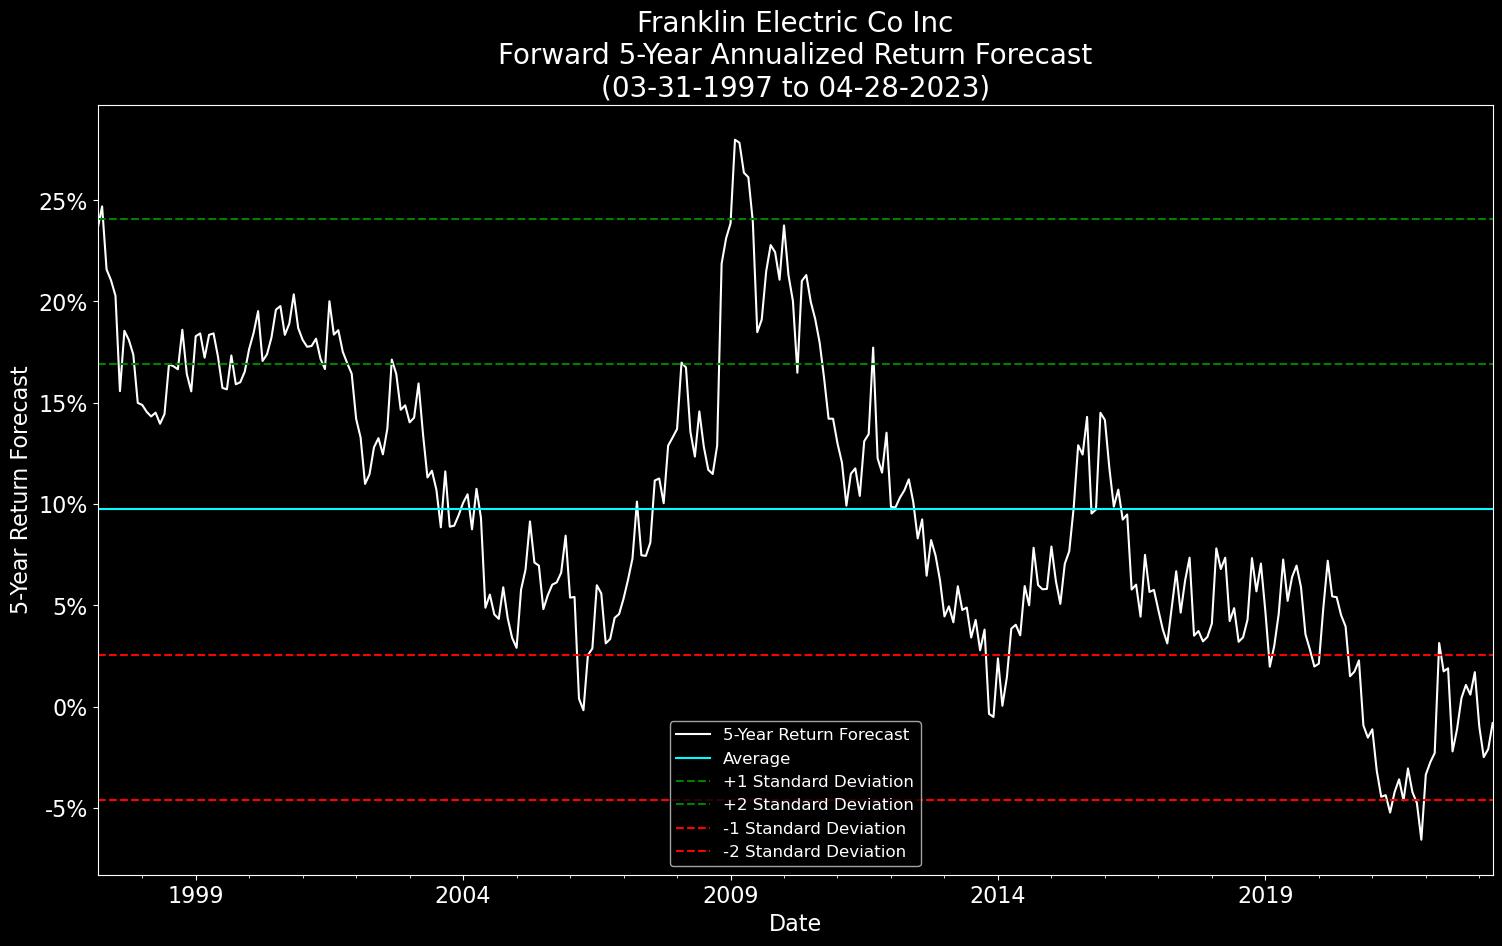 Franklin Electric Co Inc
Forward 5-Year Annualized Return Forecast
(03-31-1997 to 04-28-2023)
5-Year Return Forecast
25%
20%
15%
10%
5%
0%
-5%
5-Year Return Forecast
Average
+1 Standard Deviation
+2 Standard Deviation
-1 Standard Deviation
-2 Standard Deviation
1999 2004 2009 2014 2019
Date